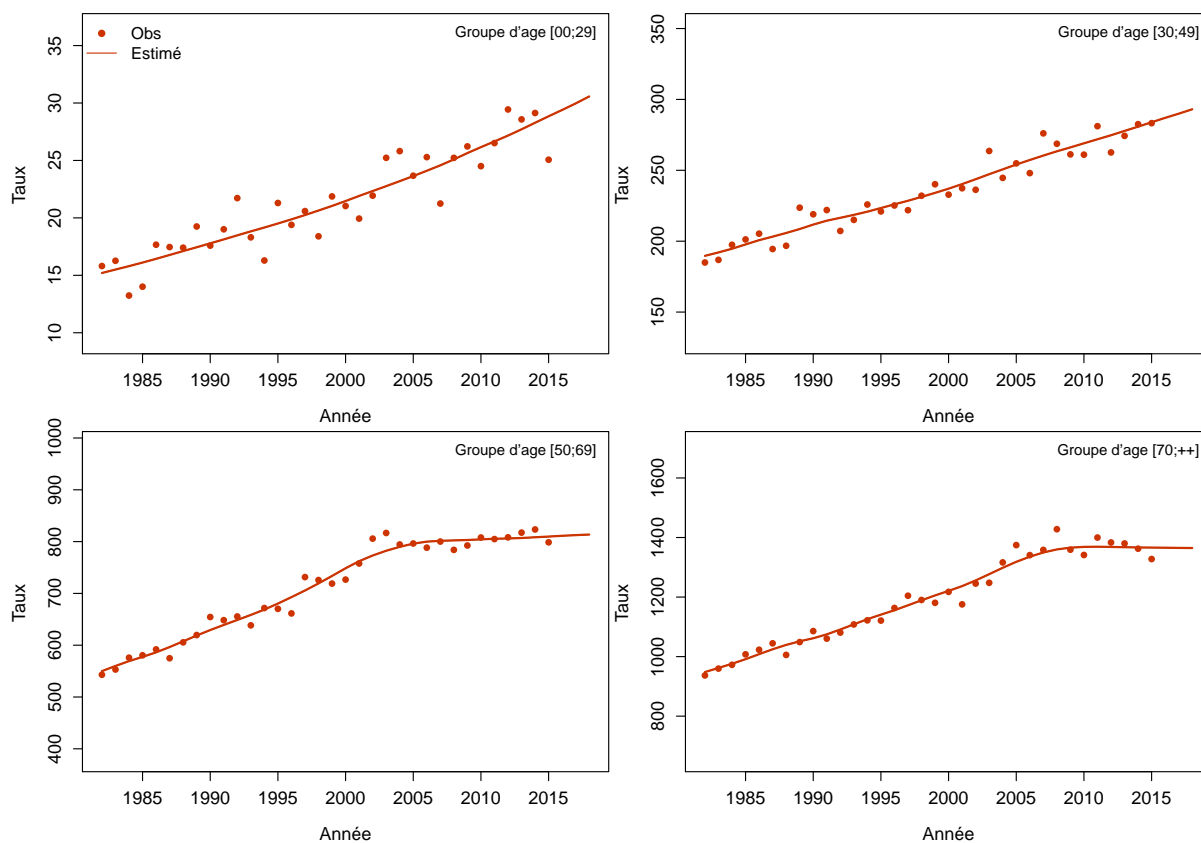 Obs
Estimé
Groupe d'age [00;29]
Taux
35
30
25
20
15
10
1985 1990 1995 2000 2005 2010 2015
Année
Groupe d'age [30;49]
Taux
350
300
250
200
150
1985 1990 1995 2000 2005 2010 2015
Année
Groupe d'age [50;69]
Taux
1000
900
800
700
600
500
400
1985 1990 1995 2000 2005 2010 2015
Année
Groupe d'age [70;++]
Taux
1600
1400
1200
1000
800
1985 1990 1995 2000 2005 2010 2015
Année